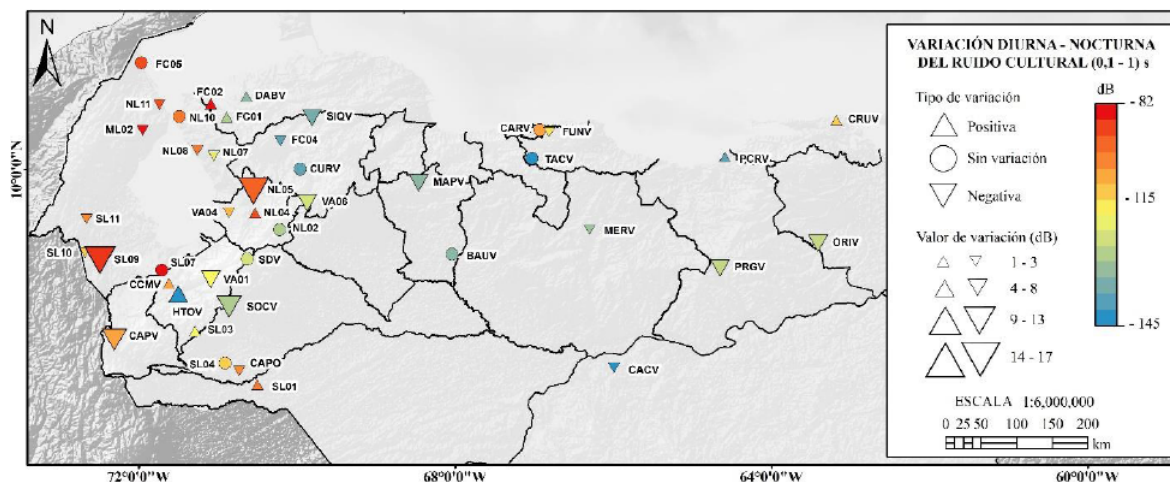 N
FC05
NL11
FC02
DABV
NL10
FC01
SIQV
ML02
FC04
CARV
FUNV
CRUV
NL08
NL07
CURV
TACV
PCRV
10°0'0"N
NL05
MAPV
VA06
VA04
NL04
SL11
NL02
MERV
ORIV
SL10
SL09
SL07
SDV
BAUV
PRGV
CCMV
VA01
HTOV
SOCV
CAPV
SL03
SL04
CAPO
CACV
SL01
72°0'0"W
68°0'0"W
64°0'0"W
60°0'0"W
VARIACIÓN DIURNA - NOCTURNA
DEL RUIDO CULTURAL (0,1 - 1) s
Tipo de variación
Positiva
Sin variación
Negativa
Valor de variación (dB)
1 - 3
4 - 8
9 - 13
14 - 17
dB
- 82
- 115
- 145
ESCALA 1:6,000,000
0 25 50 100 150 200
km